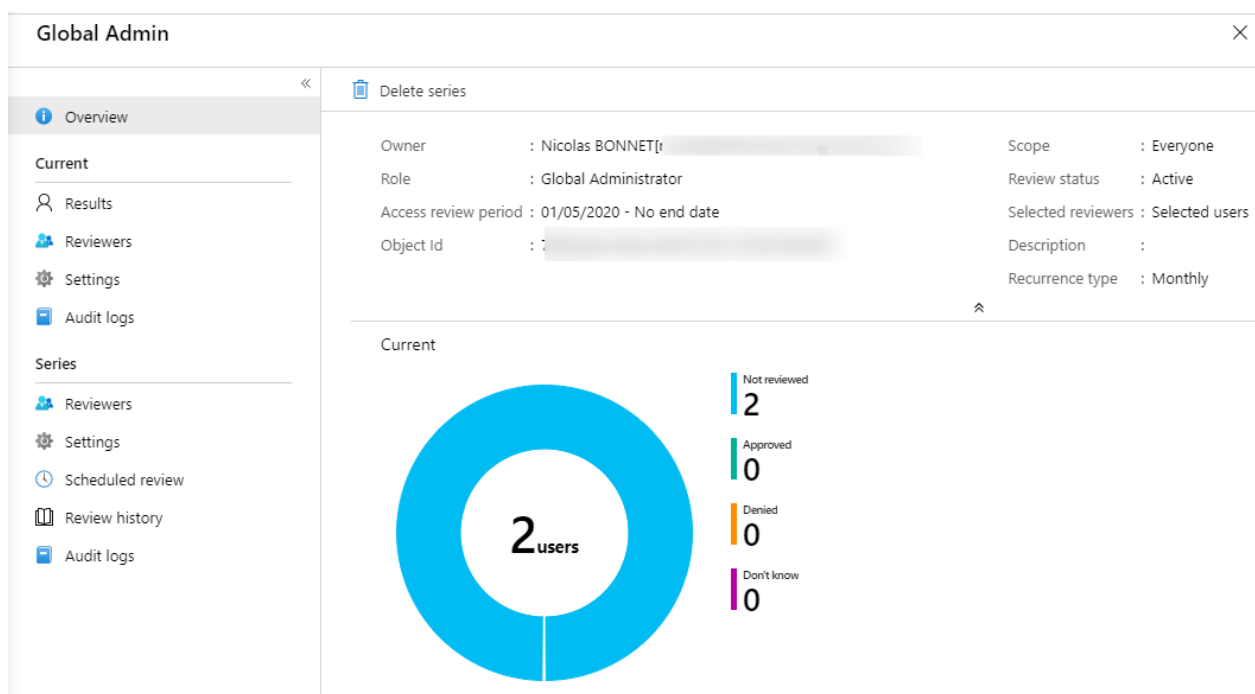 Global Admin
Delete series
Overview
Current
Results
Reviewers
Settings
Audit logs
Series
Reviewers
Settings
Scheduled review
Review history
Audit logs
Owner : Nicolas BONNET[
Role : Global Administrator
Access review period : 01/05/2020 - No end date
Object Id :
Scope : Everyone
Review status : Active
Selected reviewers : Selected users
Description :
Recurrence type : Monthly
Current
2 users
Not reviewed
2
Approved
0
Denied
0
Don't know
0